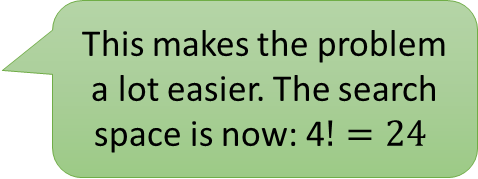 This makes the problem
a lot easier. The search
space is now: 4! = 24